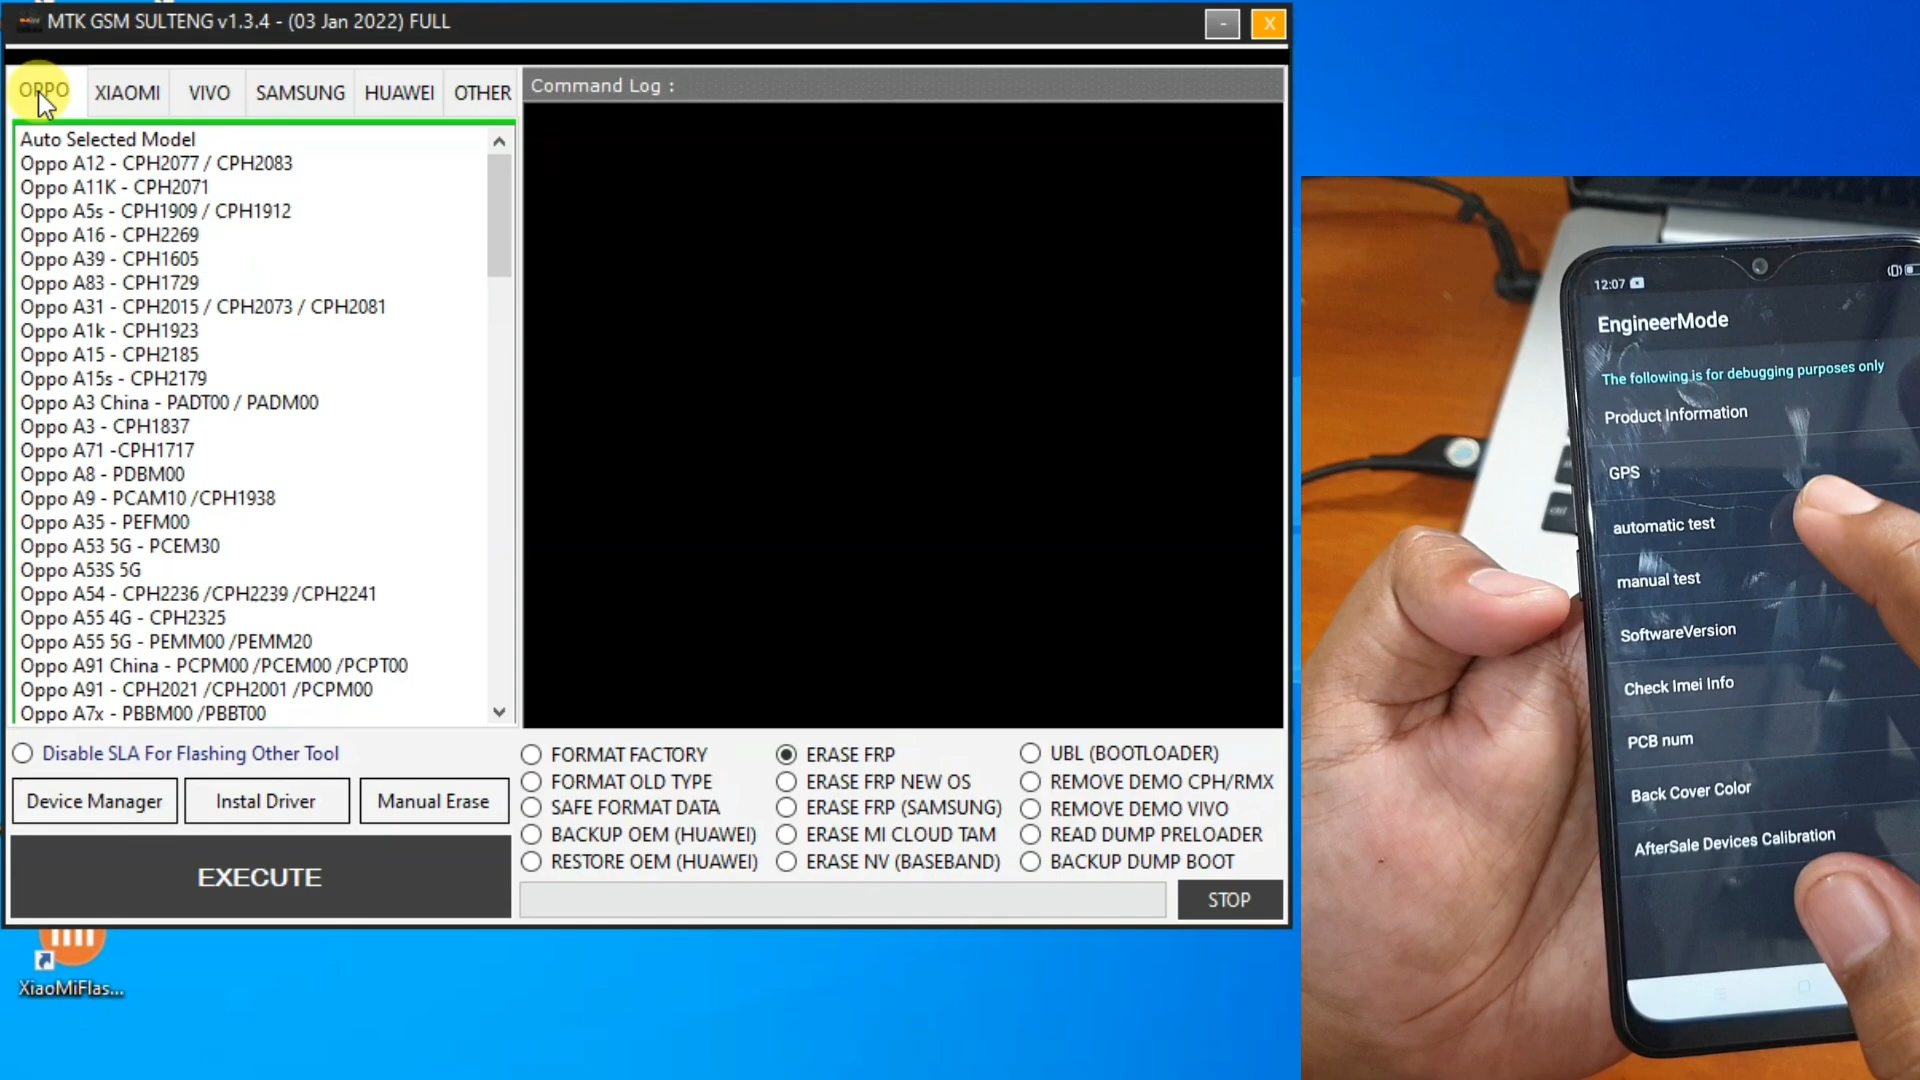 MTK GSM SULTENG v1.3.4 - (03 Jan 2022) FULL
-
X
OPPO
XIAOMI
VIVO
SAMSUNG
HUAWEI
OTHER
Command Log :
Auto Selected Model
Oppo A12 - CPH2077 / CPH2083
Oppo A11K - CPH2071
Oppo A5s - CPH1909 / CPH1912
Oppo A16 - CPH2269
Oppo A39 - CPH1605
Oppo A83 - CPH1729
Oppo A31 - CPH2015 / CPH2073 / CPH2081
Oppo A1k - CPH1923
Oppo A15 - CPH2185
Oppo A15s - CPH2179
Oppo A3 China - PADT00 / PADM00
Oppo A3 - CPH1837
Oppo A71 -CPH1717
Oppo A8 - PDBM00
Oppo A9 - PCAM10 /CPH1938
Oppo A35 - PEFM00
Oppo A53 5G - PCEM30
Oppo A53S 5G
Oppo A54 - CPH2236 /CPH2239 /CPH2241
Oppo A55 4G - CPH2325
Oppo A55 5G - PEMM00 /PEMM20
Oppo A91 China - PCPM00 /PCEM00 /PCPT00
Oppo A91 - CPH2021 /CPH2001 /PCPM00
Oppo A7x - PBBM00 /PBBT00
Disable SLA For Flashing Other Tool
Device Manager
Instal Driver
Manual Erase
EXECUTE
FORMAT FACTORY
FORMAT OLD TYPE
SAFE FORMAT DATA
BACKUP OEM (HUAWEI)
RESTORE OEM (HUAWEI)
ERASE FRP
ERASE FRP NEW OS
ERASE FRP (SAMSUNG)
ERASE MI CLOUD TAM
ERASE NV (BASEBAND)
UBL (BOOTLOADER)
REMOVE DEMO CPH/RMX
REMOVE DEMO VIVO
READ DUMP PRELOADER
BACKUP DUMP BOOT
STOP
XiaoMiFlas...
12:07
EngineerMode
The following is for debugging purposes only
Product Information
GPS
automatic test
manual test
SoftwareVersion
Check Imei Info
PCB num
Back Cover Color
AfterSale Devices Calibration